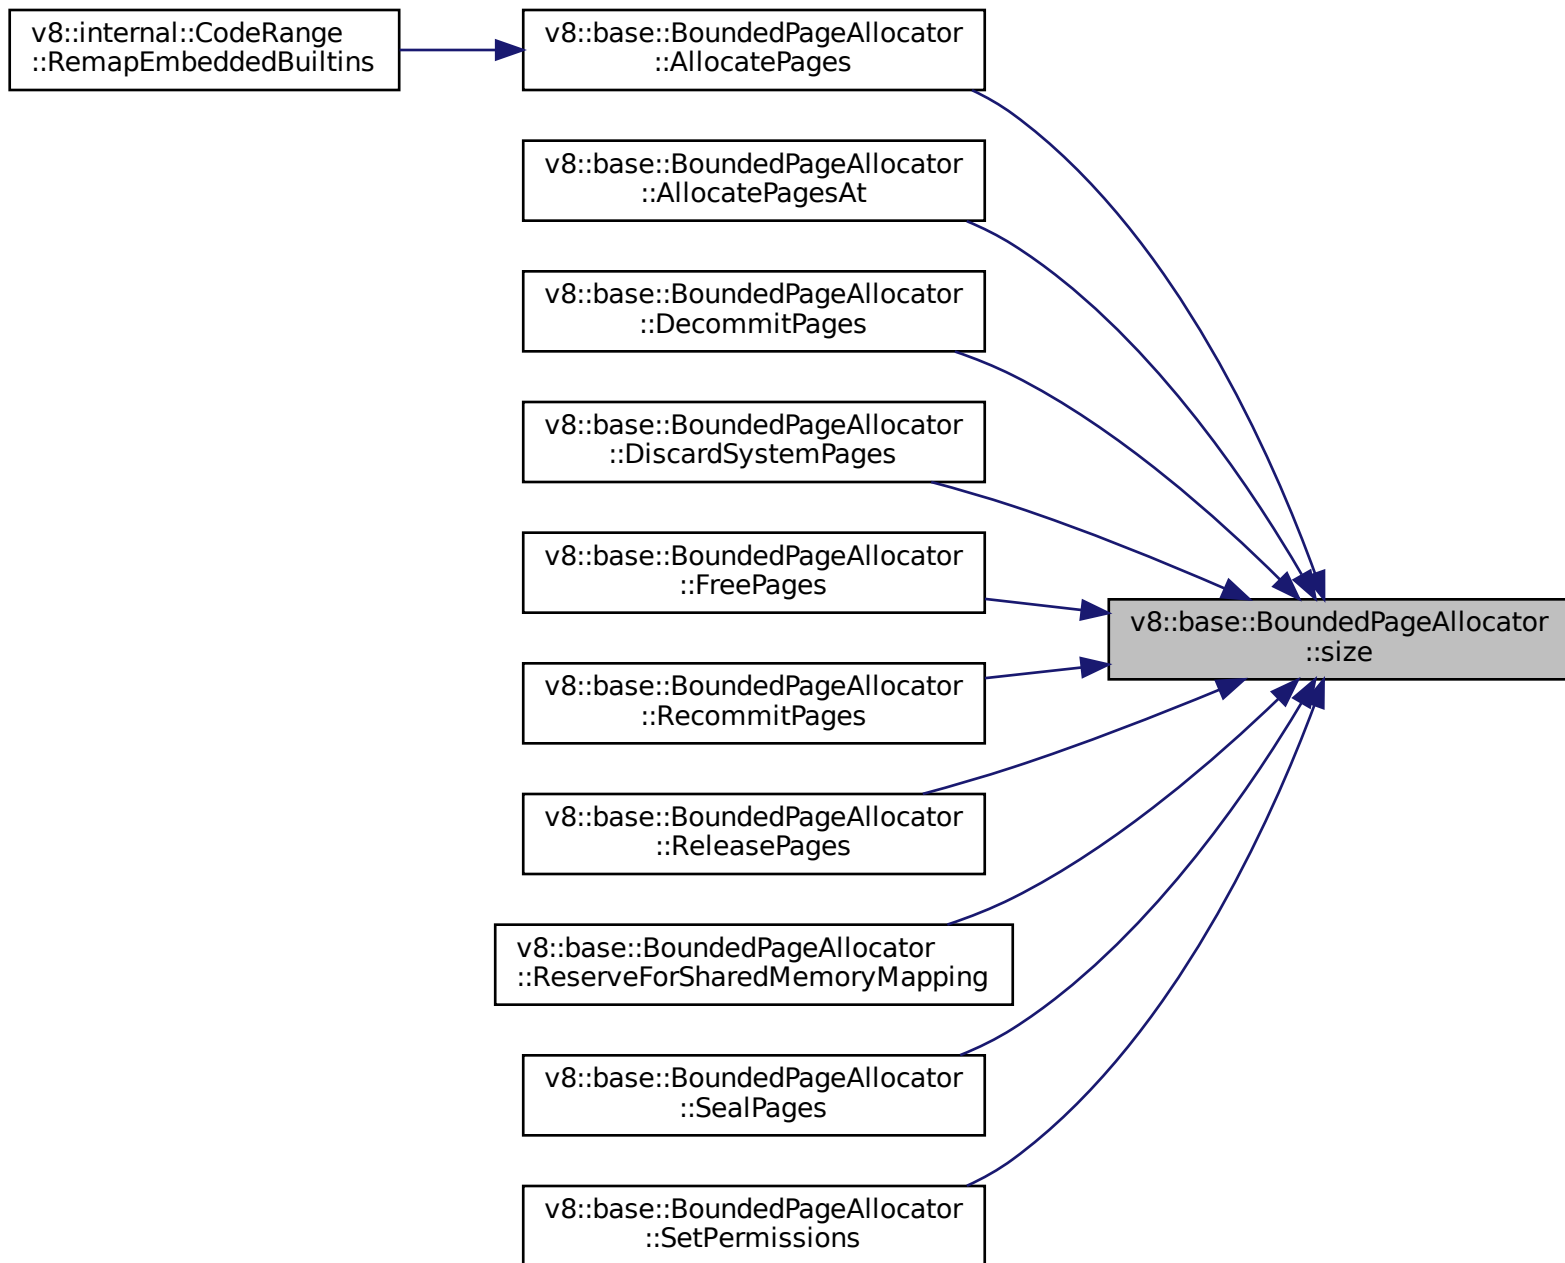 v8::internal::CodeRange
::RemapEmbeddedBuiltins
v8::base::BoundedPageAllocator
::AllocatePages
v8::base::BoundedPageAllocator
::AllocatePagesAt
v8::base::BoundedPageAllocator
::DecommitPages
v8::base::BoundedPageAllocator
::DiscardSystemPages
v8::base::BoundedPageAllocator
::FreePages
v8::base::BoundedPageAllocator
::size
v8::base::BoundedPageAllocator
::RecommitPages
v8::base::BoundedPageAllocator
::ReleasePages
v8::base::BoundedPageAllocator
::ReserveForSharedMemoryMapping
v8::base::BoundedPageAllocator
::SealPages
v8::base::BoundedPageAllocator
::SetPermissions